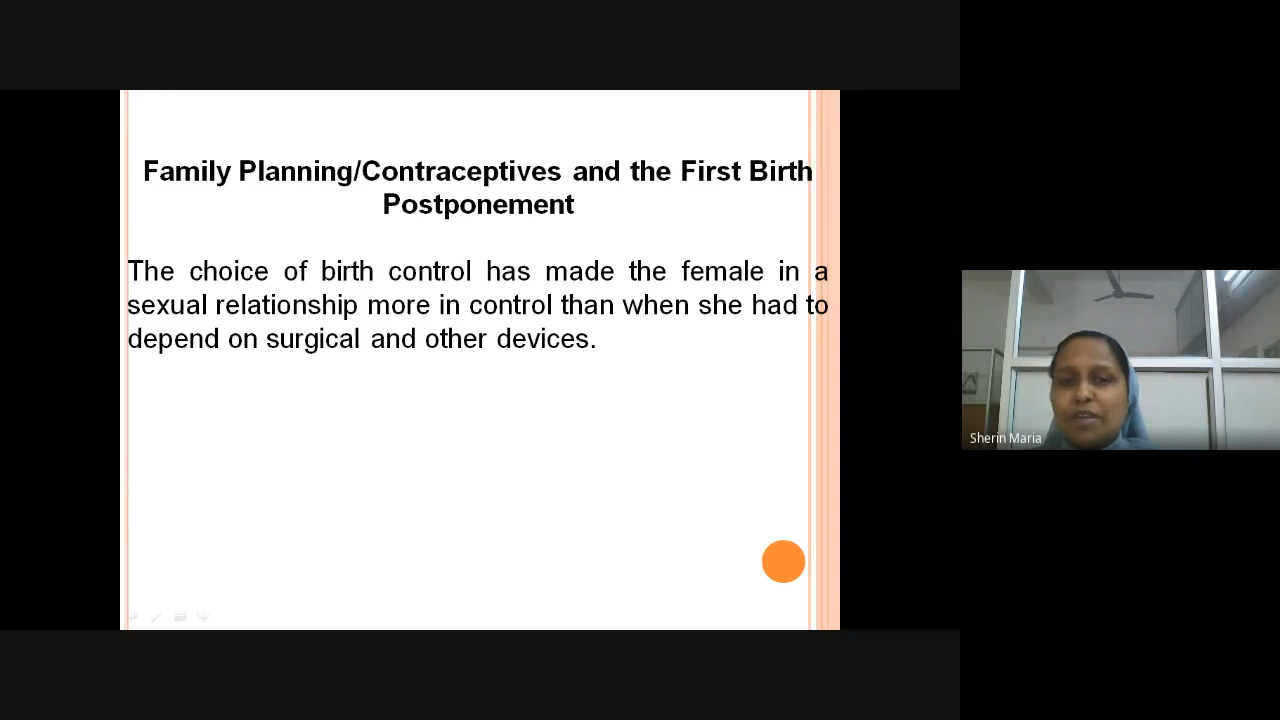 Family Planning/Contraceptives and the First Birth
Postponement
The choice of birth control has made the female in a
sexual relationship more in control than when she had to
depend on surgical and other devices.
Sherin Maria